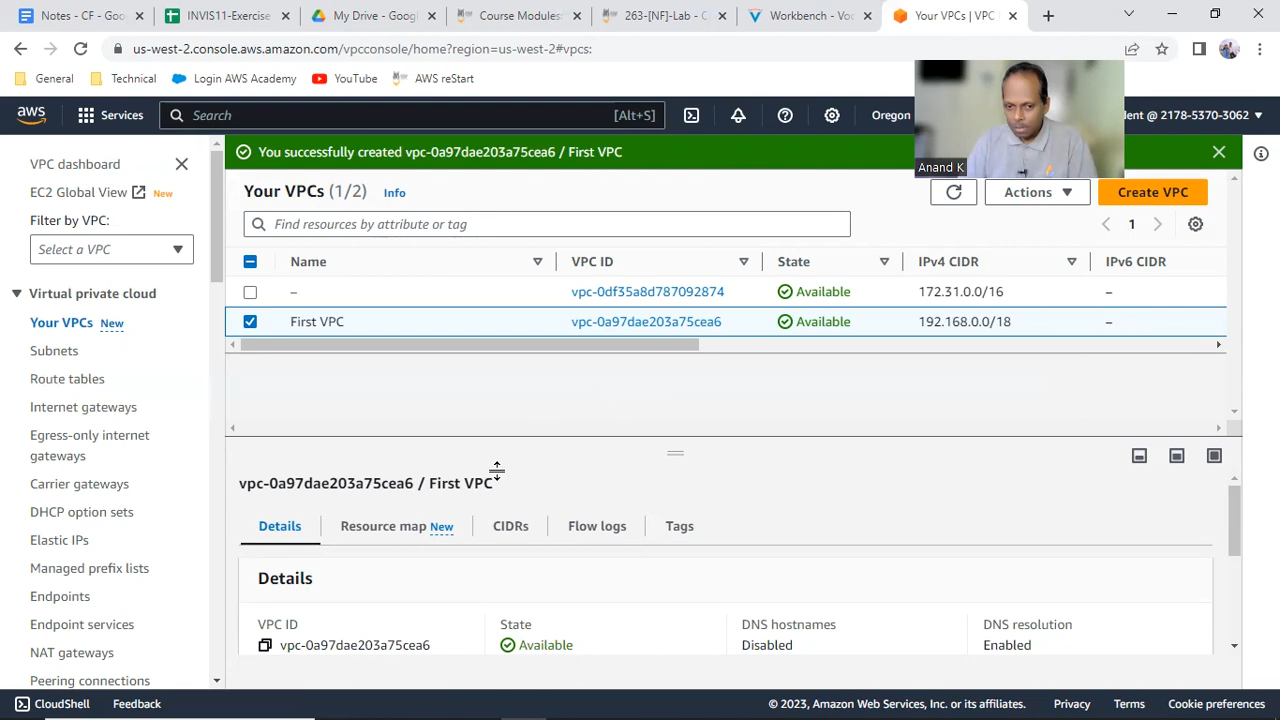 Notes - CF - Goo
INVIS11-Exercise
My Drive - Googl
Course Modules:
263-[NF]-Lab - C
Workbench - Voc
Your VPCs | VPC
us-west-2.console.aws.amazon.com/vpcconsole/home?region=us-west-2#vpcs:
General
Technical
Login AWS Academy
YouTube
AWS reStart
aws
Services
Search
[Alt+S]
Oregon
ent @ 2178-5370-3062
Anand K
VPC dashboard
EC2 Global View
New
Filter by VPC:
Select a VPC
Virtual private cloud
Your VPCs New
Subnets
Route tables
Internet gateways
Egress-only internet
gateways
Carrier gateways
DHCP option sets
Elastic IPs
Managed prefix lists
Endpoints
Endpoint services
NAT gateways
Peering connections
You successfully created vpc-0a97dae203a75cea6 / First VPC
Your VPCs (1/2) Info
Actions
Create VPC
Find resources by attribute or tag
1
Name VPC ID State IPv4 CIDR IPv6 CIDR
– vpc-0df35a8d787092874 Available 172.31.0.0/16 –
First VPC vpc-0a97dae203a75cea6 Available 192.168.0.0/18 –
vpc-0a97dae203a75cea6 / First VPC
Details Resource map New CIDRs Flow logs Tags
Details
VPC ID State DNS hostnames DNS resolution
vpc-0a97dae203a75cea6 Available Disabled Enabled
CloudShell Feedback © 2023, Amazon Web Services, Inc. or its affiliates. Privacy Terms Cookie preferences